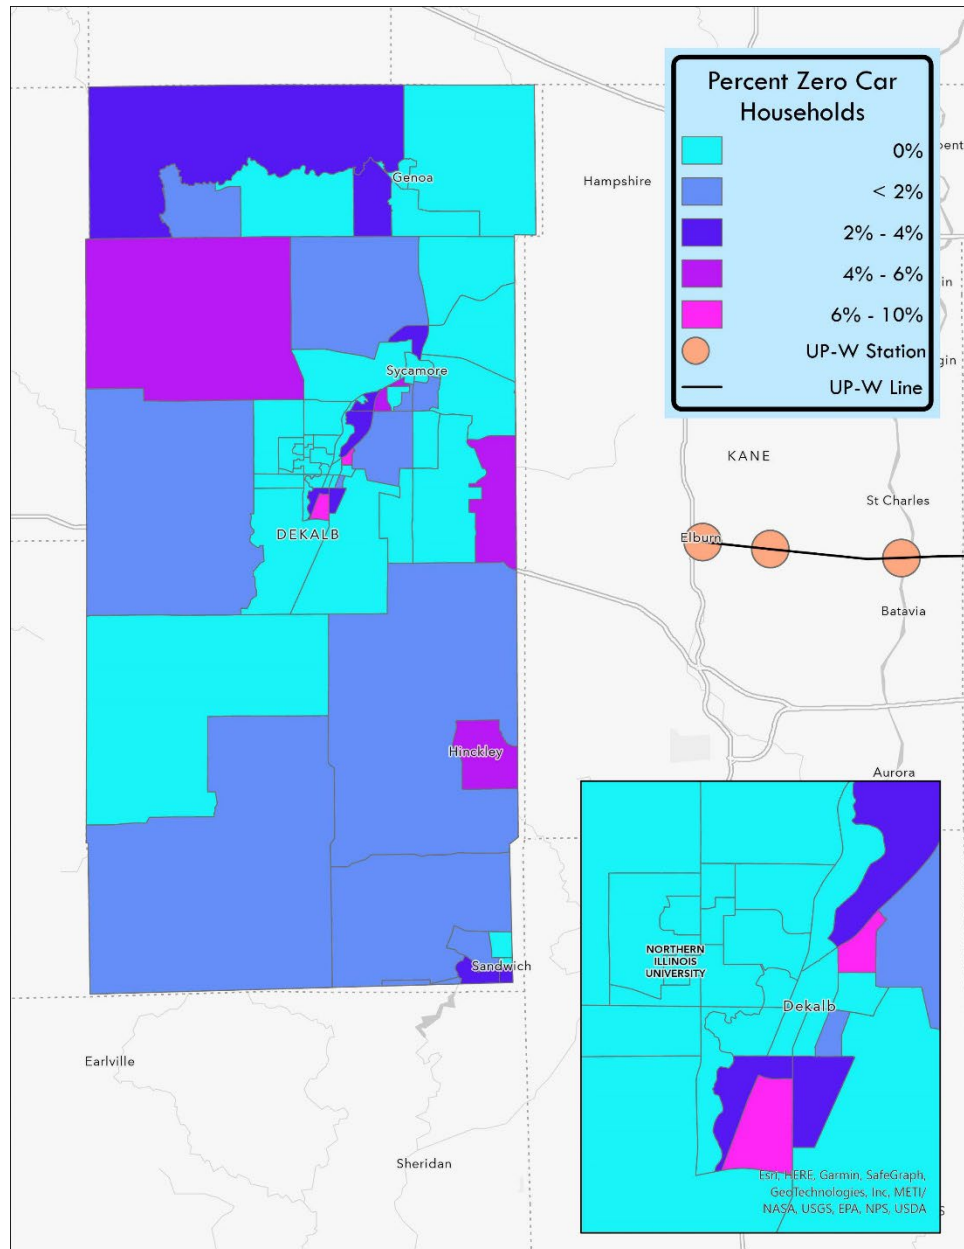 Percent Zero Car
Households
0%
< 2%
2% - 4%
4% - 6%
6% - 10%
UP-W Station
UP-W Line
Genoa
Hampshire
Sycamore
KANE
St Charles
DEKALB
Elburn
Batavia
Hinckley
Aurora
NORTHERN
ILLINOIS
UNIVERSITY
Dekalb
Sandwich
Earlville
Sheridan
Esri, HERE, Garmin, SafeGraph,
GeoTechnologies, Inc, METI/
NASA, USGS, EPA, NPS, USDA